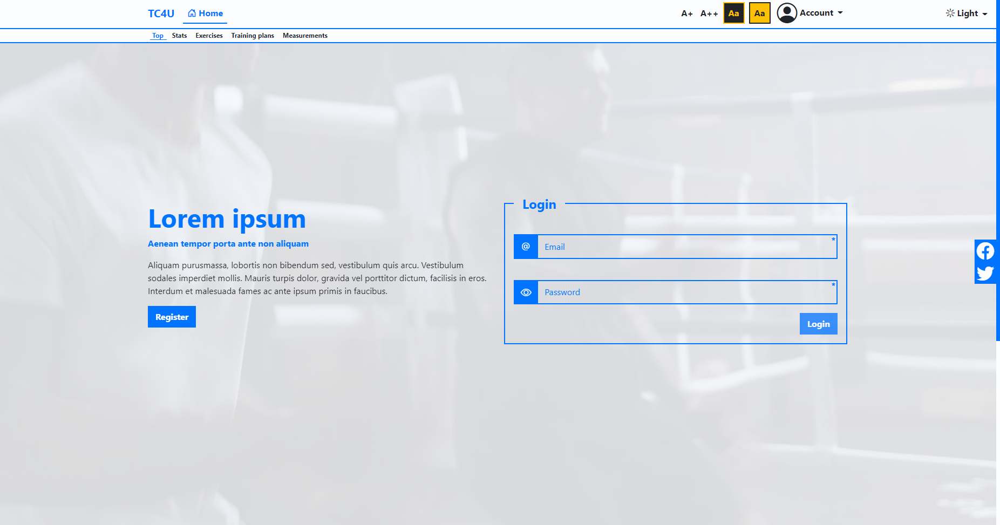 TC4U Home A+ A++ Aa Aa Account Light
Top Stats Exercises Training plans Measurements
Lorem ipsum
Aenean tempor porta ante non aliquam
Aliquam purusmassa, lobortis non bibendum sed, vestibulum quis arcu. Vestibulum
sodales imperdiet mollis. Mauris turpis dolor, gravida vel porttitor dictum, facilisis in eros.
Interdum et malesuada fames ac ante ipsum primis in faucibus.
Register
Login
@ Email *
Password *
Login